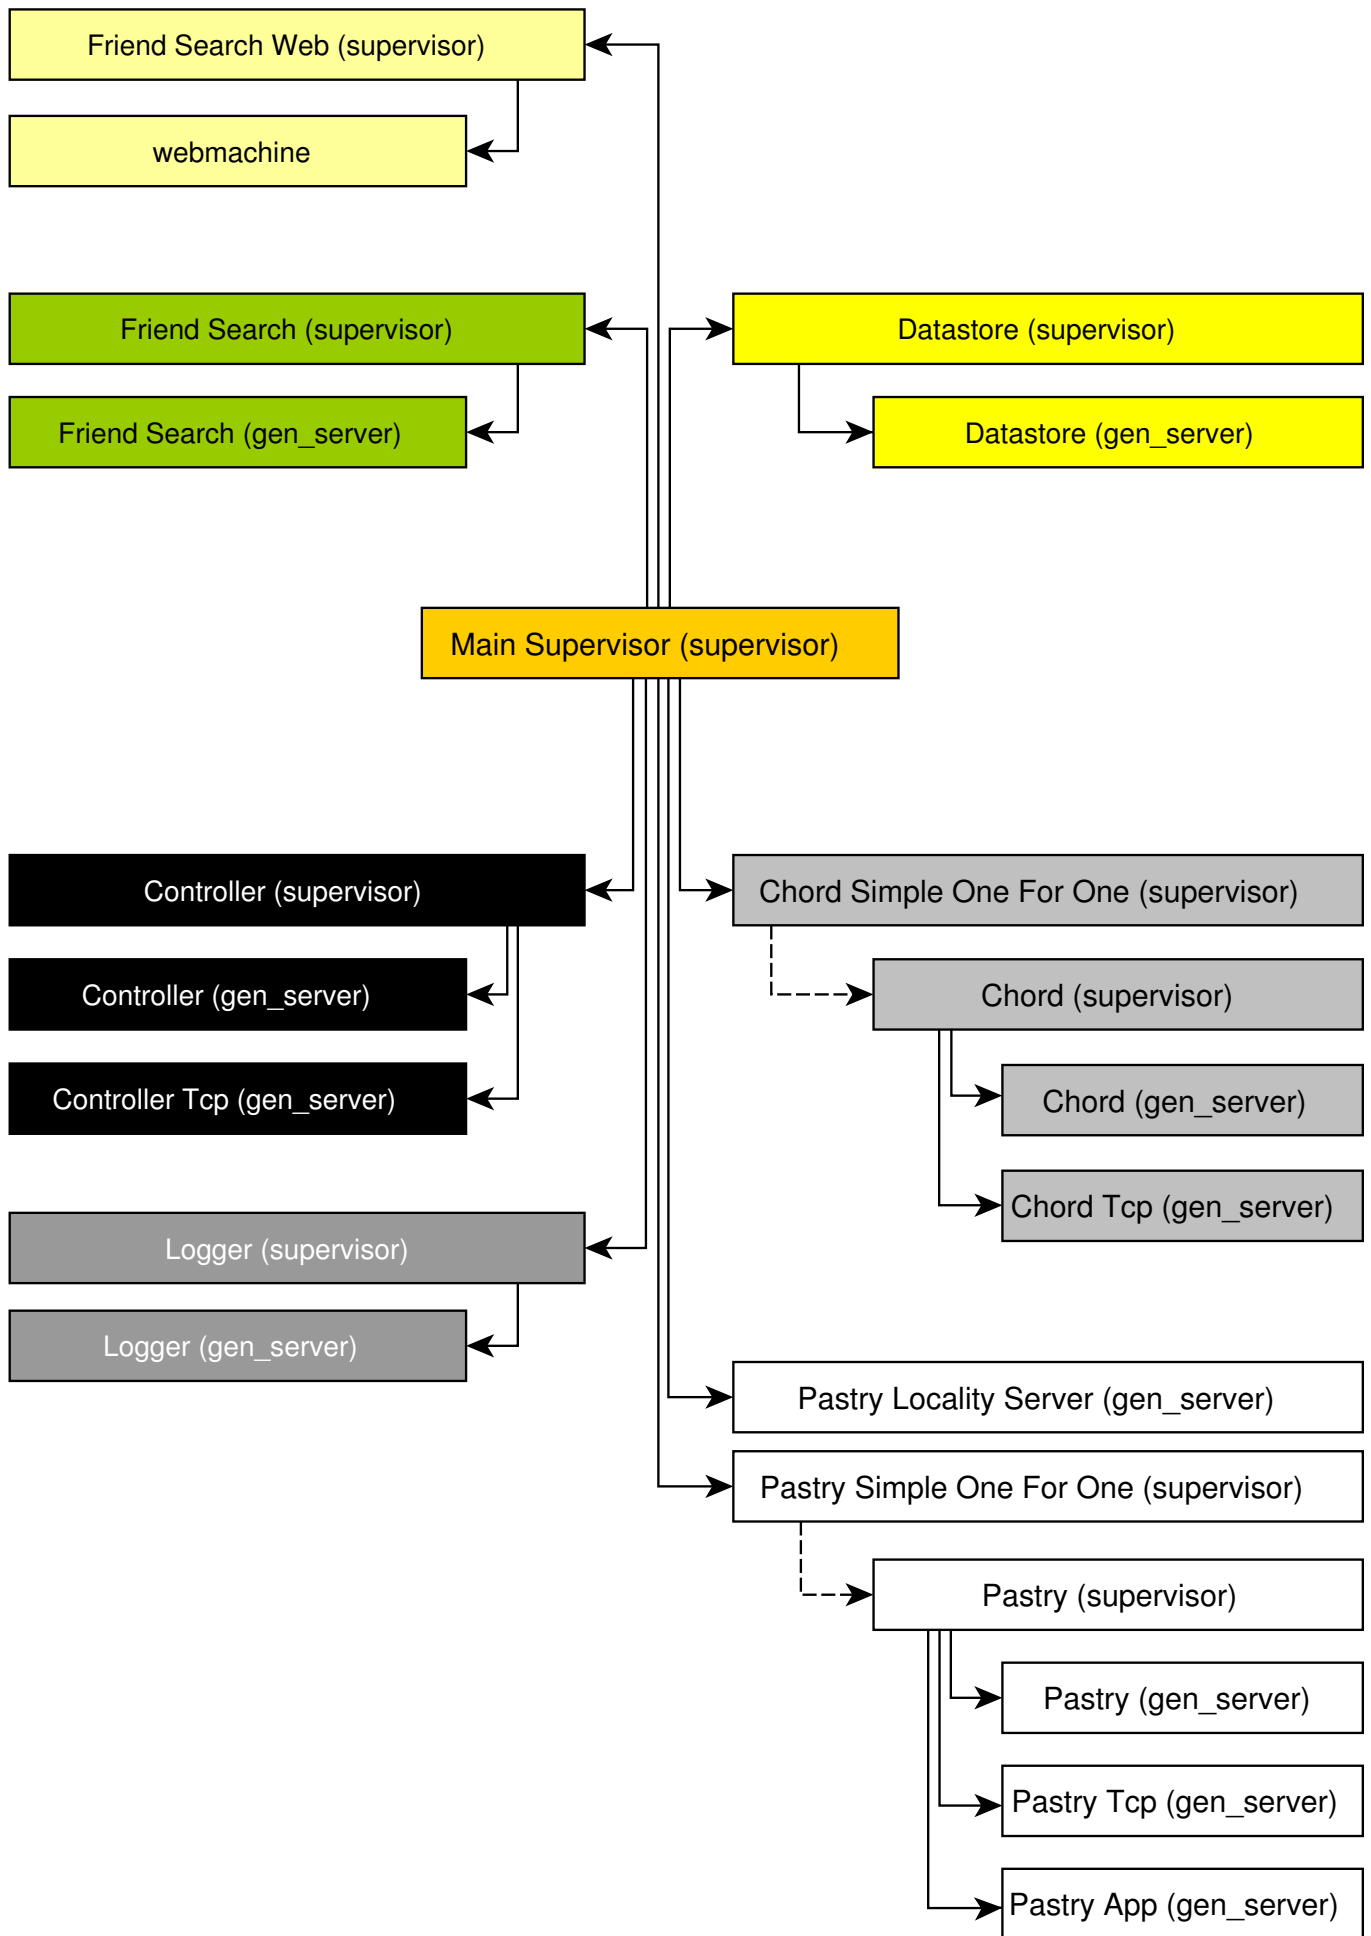 Friend Search Web (supervisor)
webmachine
Friend Search (supervisor)
Datastore (supervisor)
Friend Search (gen_server)
Datastore (gen_server)
Main Supervisor (supervisor)
Controller (supervisor)
Chord Simple One For One (supervisor)
Controller (gen_server)
Chord (supervisor)
Controller Tcp (gen_server)
Chord (gen_server)
Chord Tcp (gen_server)
Logger (supervisor)
Logger (gen_server)
Pastry Locality Server (gen_server)
Pastry Simple One For One (supervisor)
Pastry (supervisor)
Pastry (gen_server)
Pastry Tcp (gen_server)
Pastry App (gen_server)